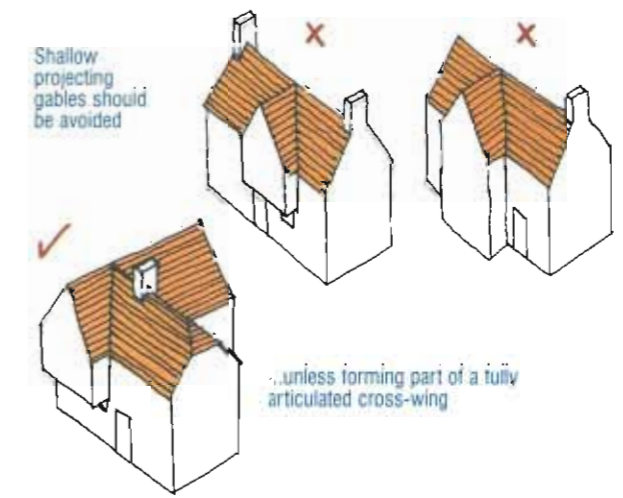 Shallow
projecting
gables should
be avoided
...unless forming part of a fully
articulated cross-wing